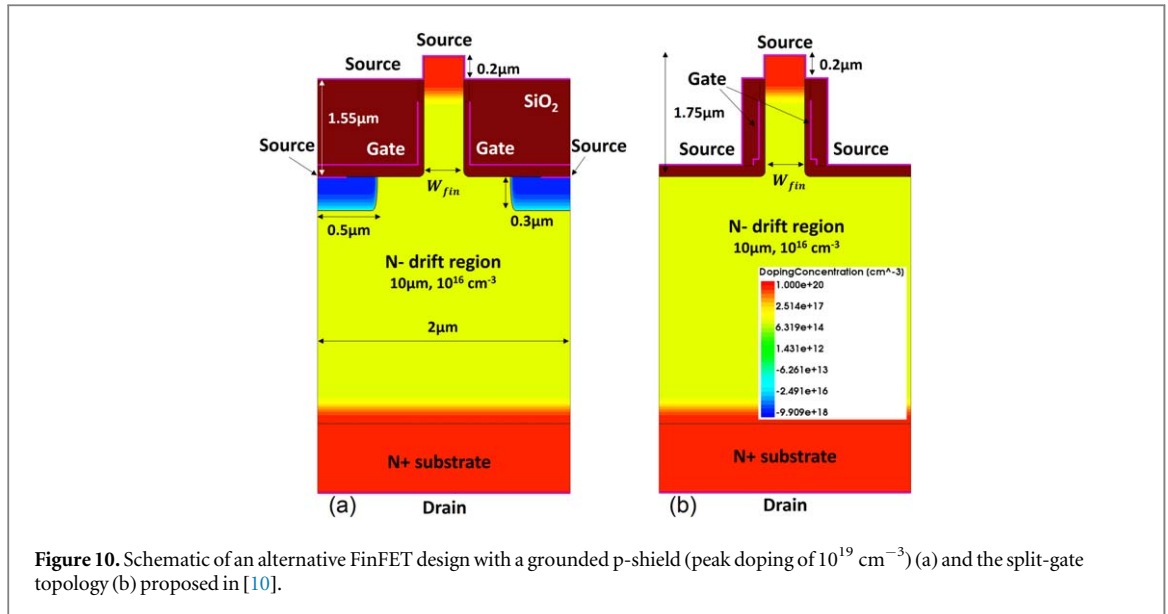 Source
Source
0.2μm
1.55μm
SiO2
Source
Gate
Gate
Source
Wfin
0.5μm
0.3μm
N- drift region
10μm, 10^16 cm^-3
2μm
N+ substrate
(a)
Drain
Source
0.2μm
Gate
1.75μm
Source
Source
Wfin
N- drift region
10μm, 10^16 cm^-3
DopingConcentration (cm^-3)
1.000e+20
2.514e+17
6.319e+14
1.431e+12
-6.261e+13
-2.491e+16
-9.909e+18
N+ substrate
(b)
Drain
Figure 10. Schematic of an alternative FinFET design with a grounded p-shield (peak doping of 10^19 cm^−3) (a) and the split-gate
topology (b) proposed in [10].